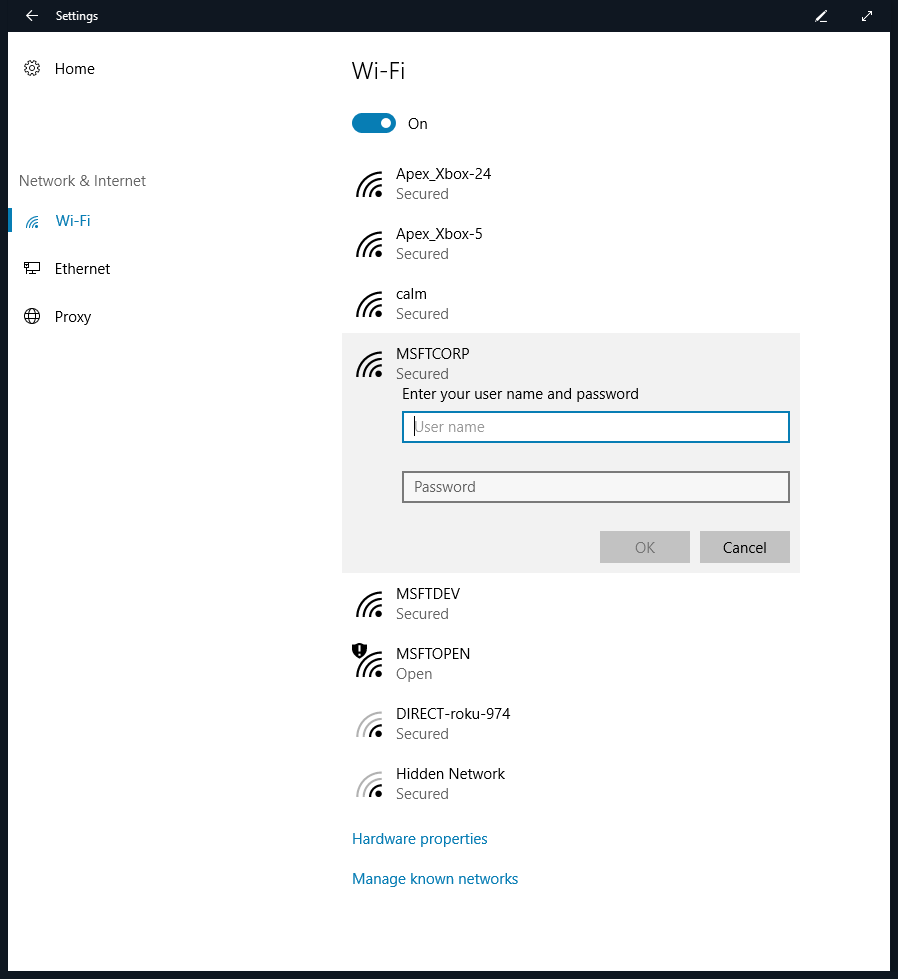 Settings
Home
Network & Internet
Wi-Fi
Ethernet
Proxy
Wi-Fi
On
Apex_Xbox-24
Secured
Apex_Xbox-5
Secured
calm
Secured
MSFTCORP
Secured
Enter your user name and password
User name
Password
OK Cancel
MSFTDEV
Secured
MSFTOPEN
Open
DIRECT-roku-974
Secured
Hidden Network
Secured
Hardware properties
Manage known networks